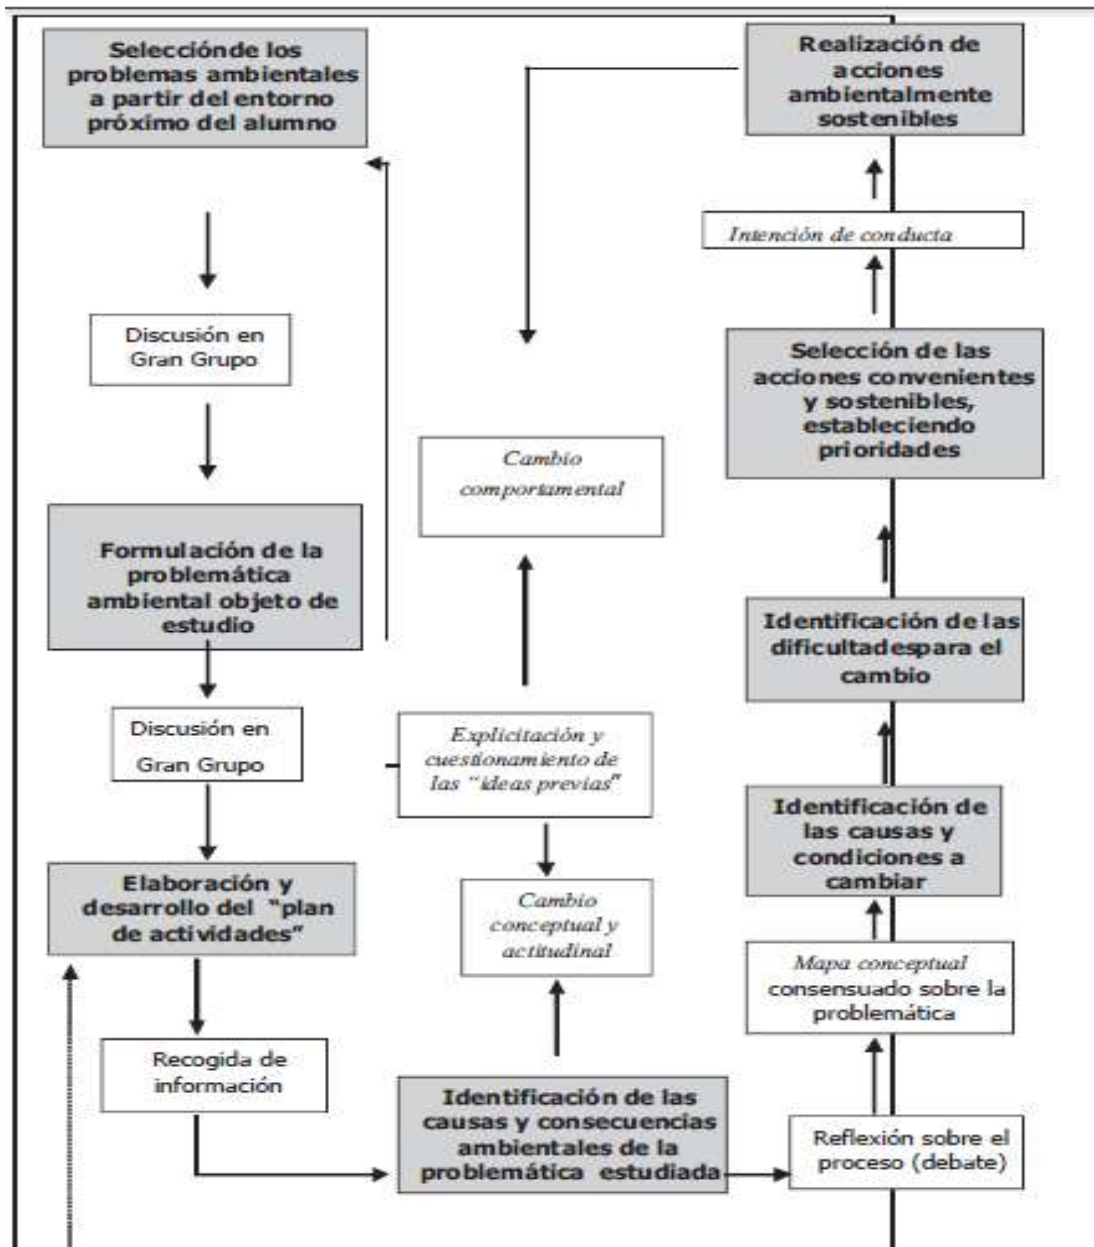 Selecciónde los
problemas ambientales
a partir del entorno
próximo del alumno
Discusión en
Gran Grupo
Formulación de la
problemática
ambiental objeto de
estudio
Discusión en
Gran Grupo
Elaboración y
desarrollo del “plan
de actividades”
Recogida de
información
Cambio
comportamental
Explicitación y
cuestionamiento de
las “ideas previas”
Cambio
conceptual y
actitudinal
Identificación de las
causas y consecuencias
ambientales de la
problemática estudiada
Realización de
acciones
ambientalmente
sostenibles
Intención de conducta
Selección de las
acciones convenientes
y sostenibles,
estableciendo
prioridades
Identificación de las
dificultadespara el
cambio
Identificación de
las causas y
condiciones a
cambiar
Mapa conceptual
consensuado sobre la
problemática
Reflexión sobre el
proceso (debate)